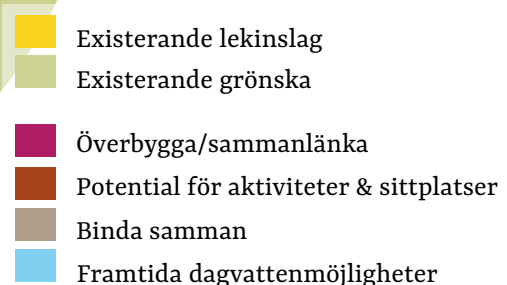 Existerande lekinslag
Existerande grönska
Överbygga/sammanlänka
Potential för aktiviteter & sittplatser
Binda samman
Framtida dagvattenmöjligheter